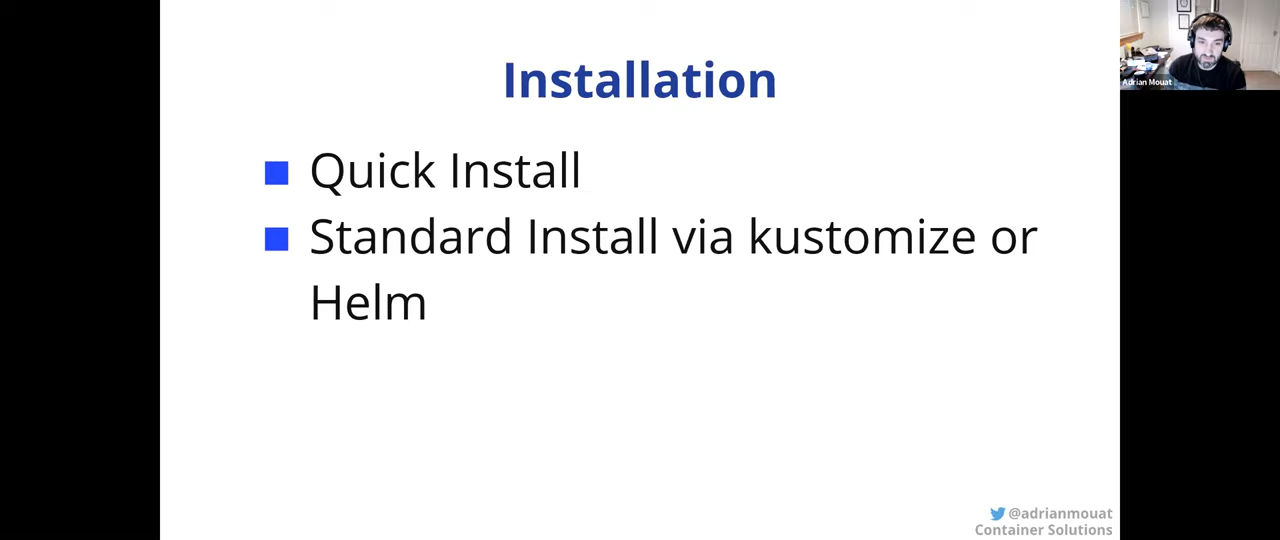 Installation
Quick Install
Standard Install via kustomize or
Helm
@adrianmouat
Container Solutions
Adrian Mouat